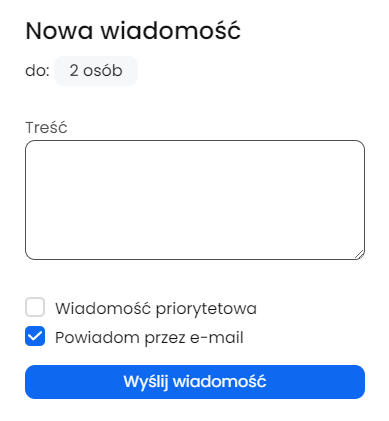 Nowa wiadomość
do: 2 osób
Treść
Wiadomość priorytetowa
Powiadom przez e-mail
Wyślij wiadomość